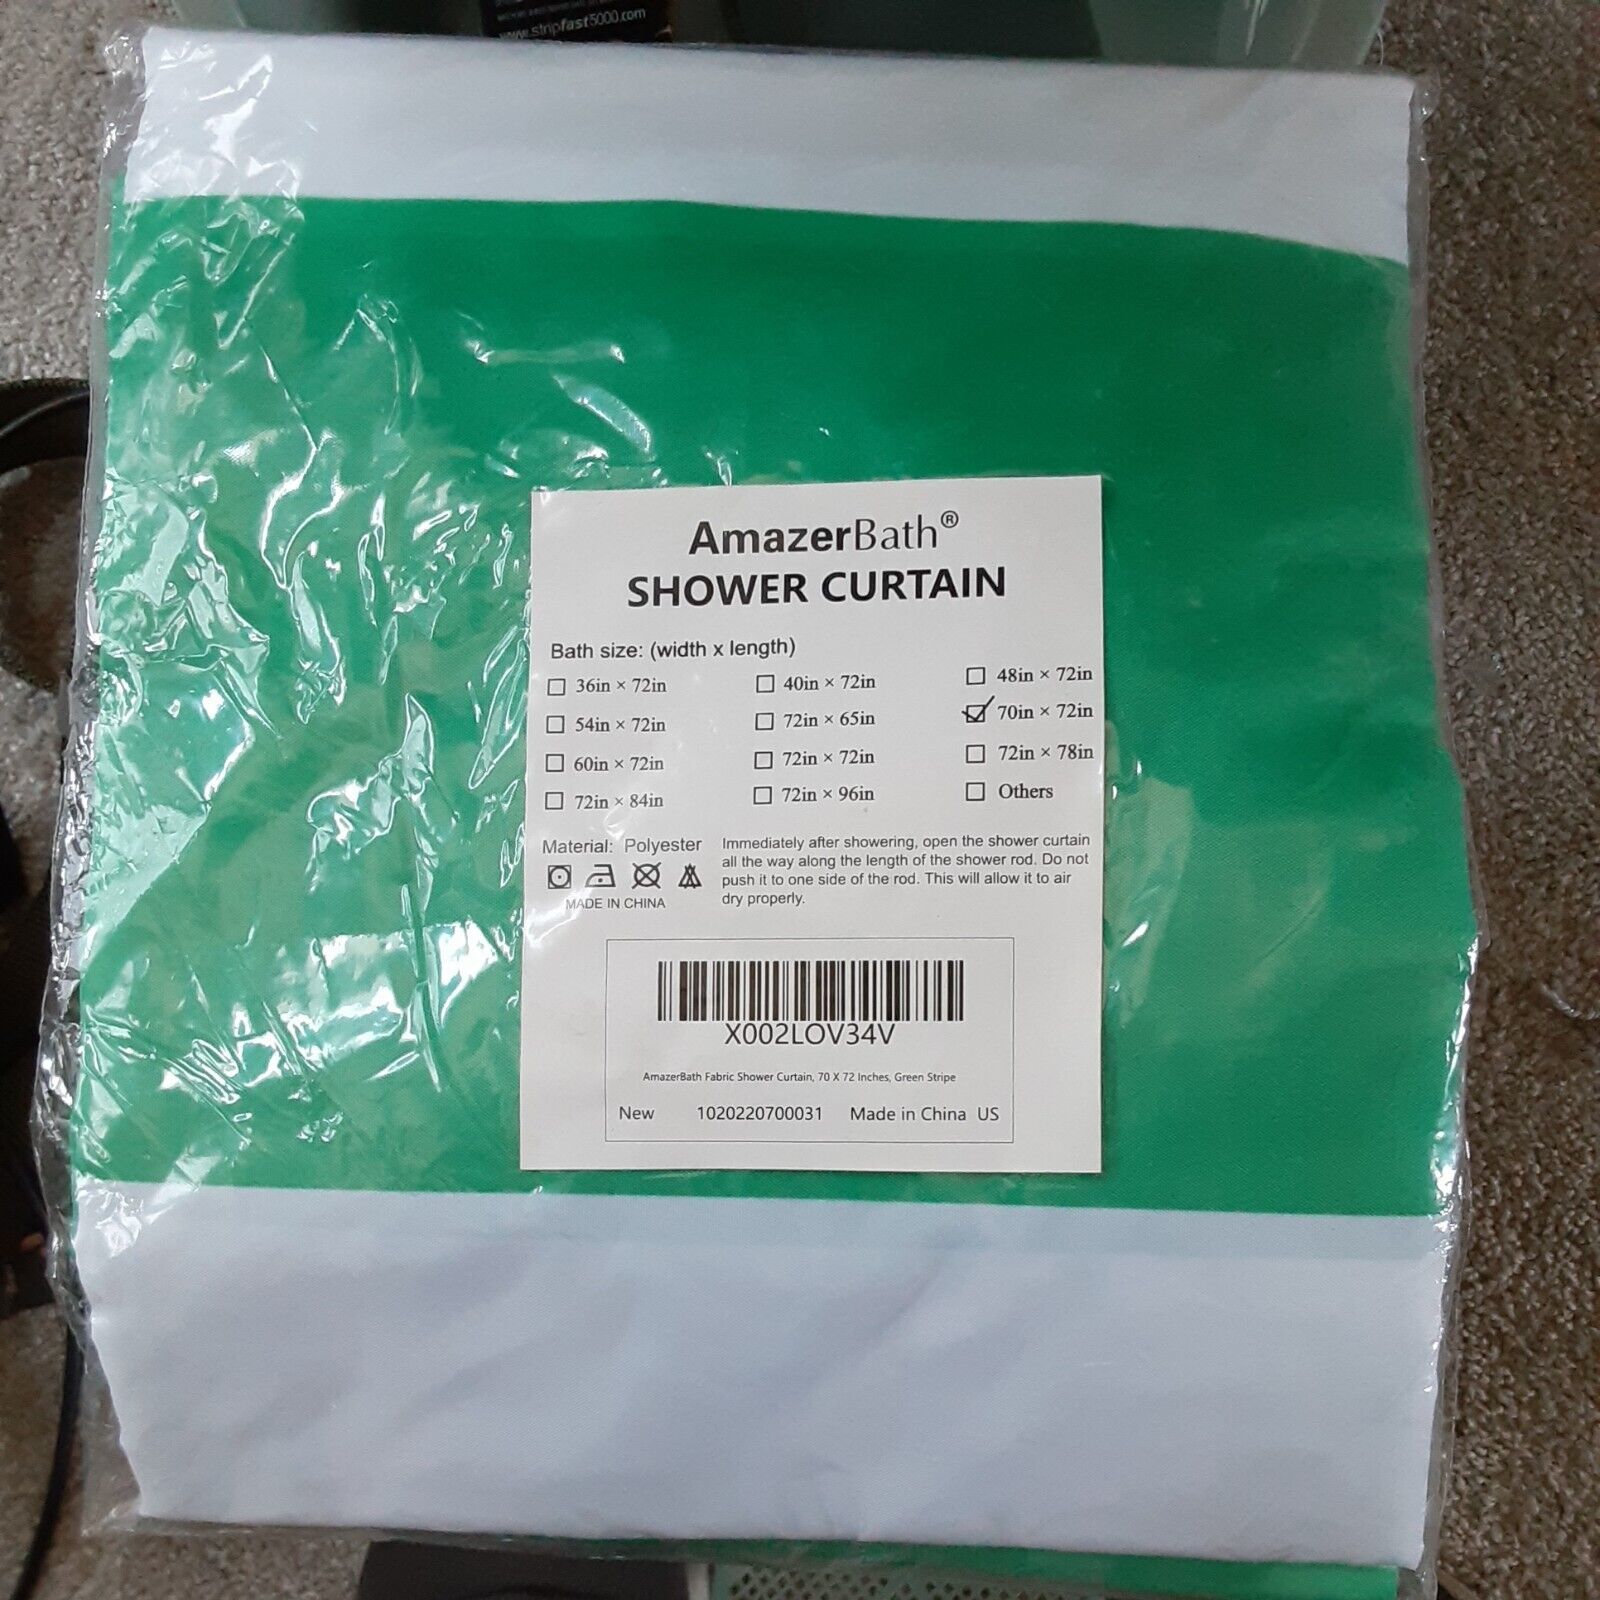 www.stripfast5000.com
AmazerBath®
SHOWER CURTAIN
Bath size: (width x length)
36in × 72in 40in × 72in 48in × 72in
54in × 72in 72in × 65in 70in × 72in
60in × 72in 72in × 72in 72in × 78in
72in × 84in 72in × 96in Others
Material: Polyester
MADE IN CHINA
Immediately after showering, open the shower curtain
all the way along the length of the shower rod. Do not
push it to one side of the rod. This will allow it to air
dry properly.
X002LOV34V
AmazerBath Fabric Shower Curtain, 70 X 72 Inches, Green Stripe
New 1020220700031 Made in China US